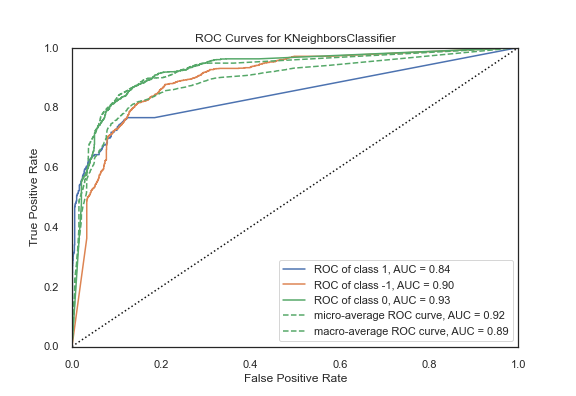 ROC Curves for KNeighborsClassifier
1.0
0.8
0.6
0.4
0.2
0.0
True Positive Rate
ROC of class 1, AUC = 0.84
ROC of class -1, AUC = 0.90
ROC of class 0, AUC = 0.93
micro-average ROC curve, AUC = 0.92
macro-average ROC curve, AUC = 0.89
0.0 0.2 0.4 0.6 0.8 1.0
False Positive Rate